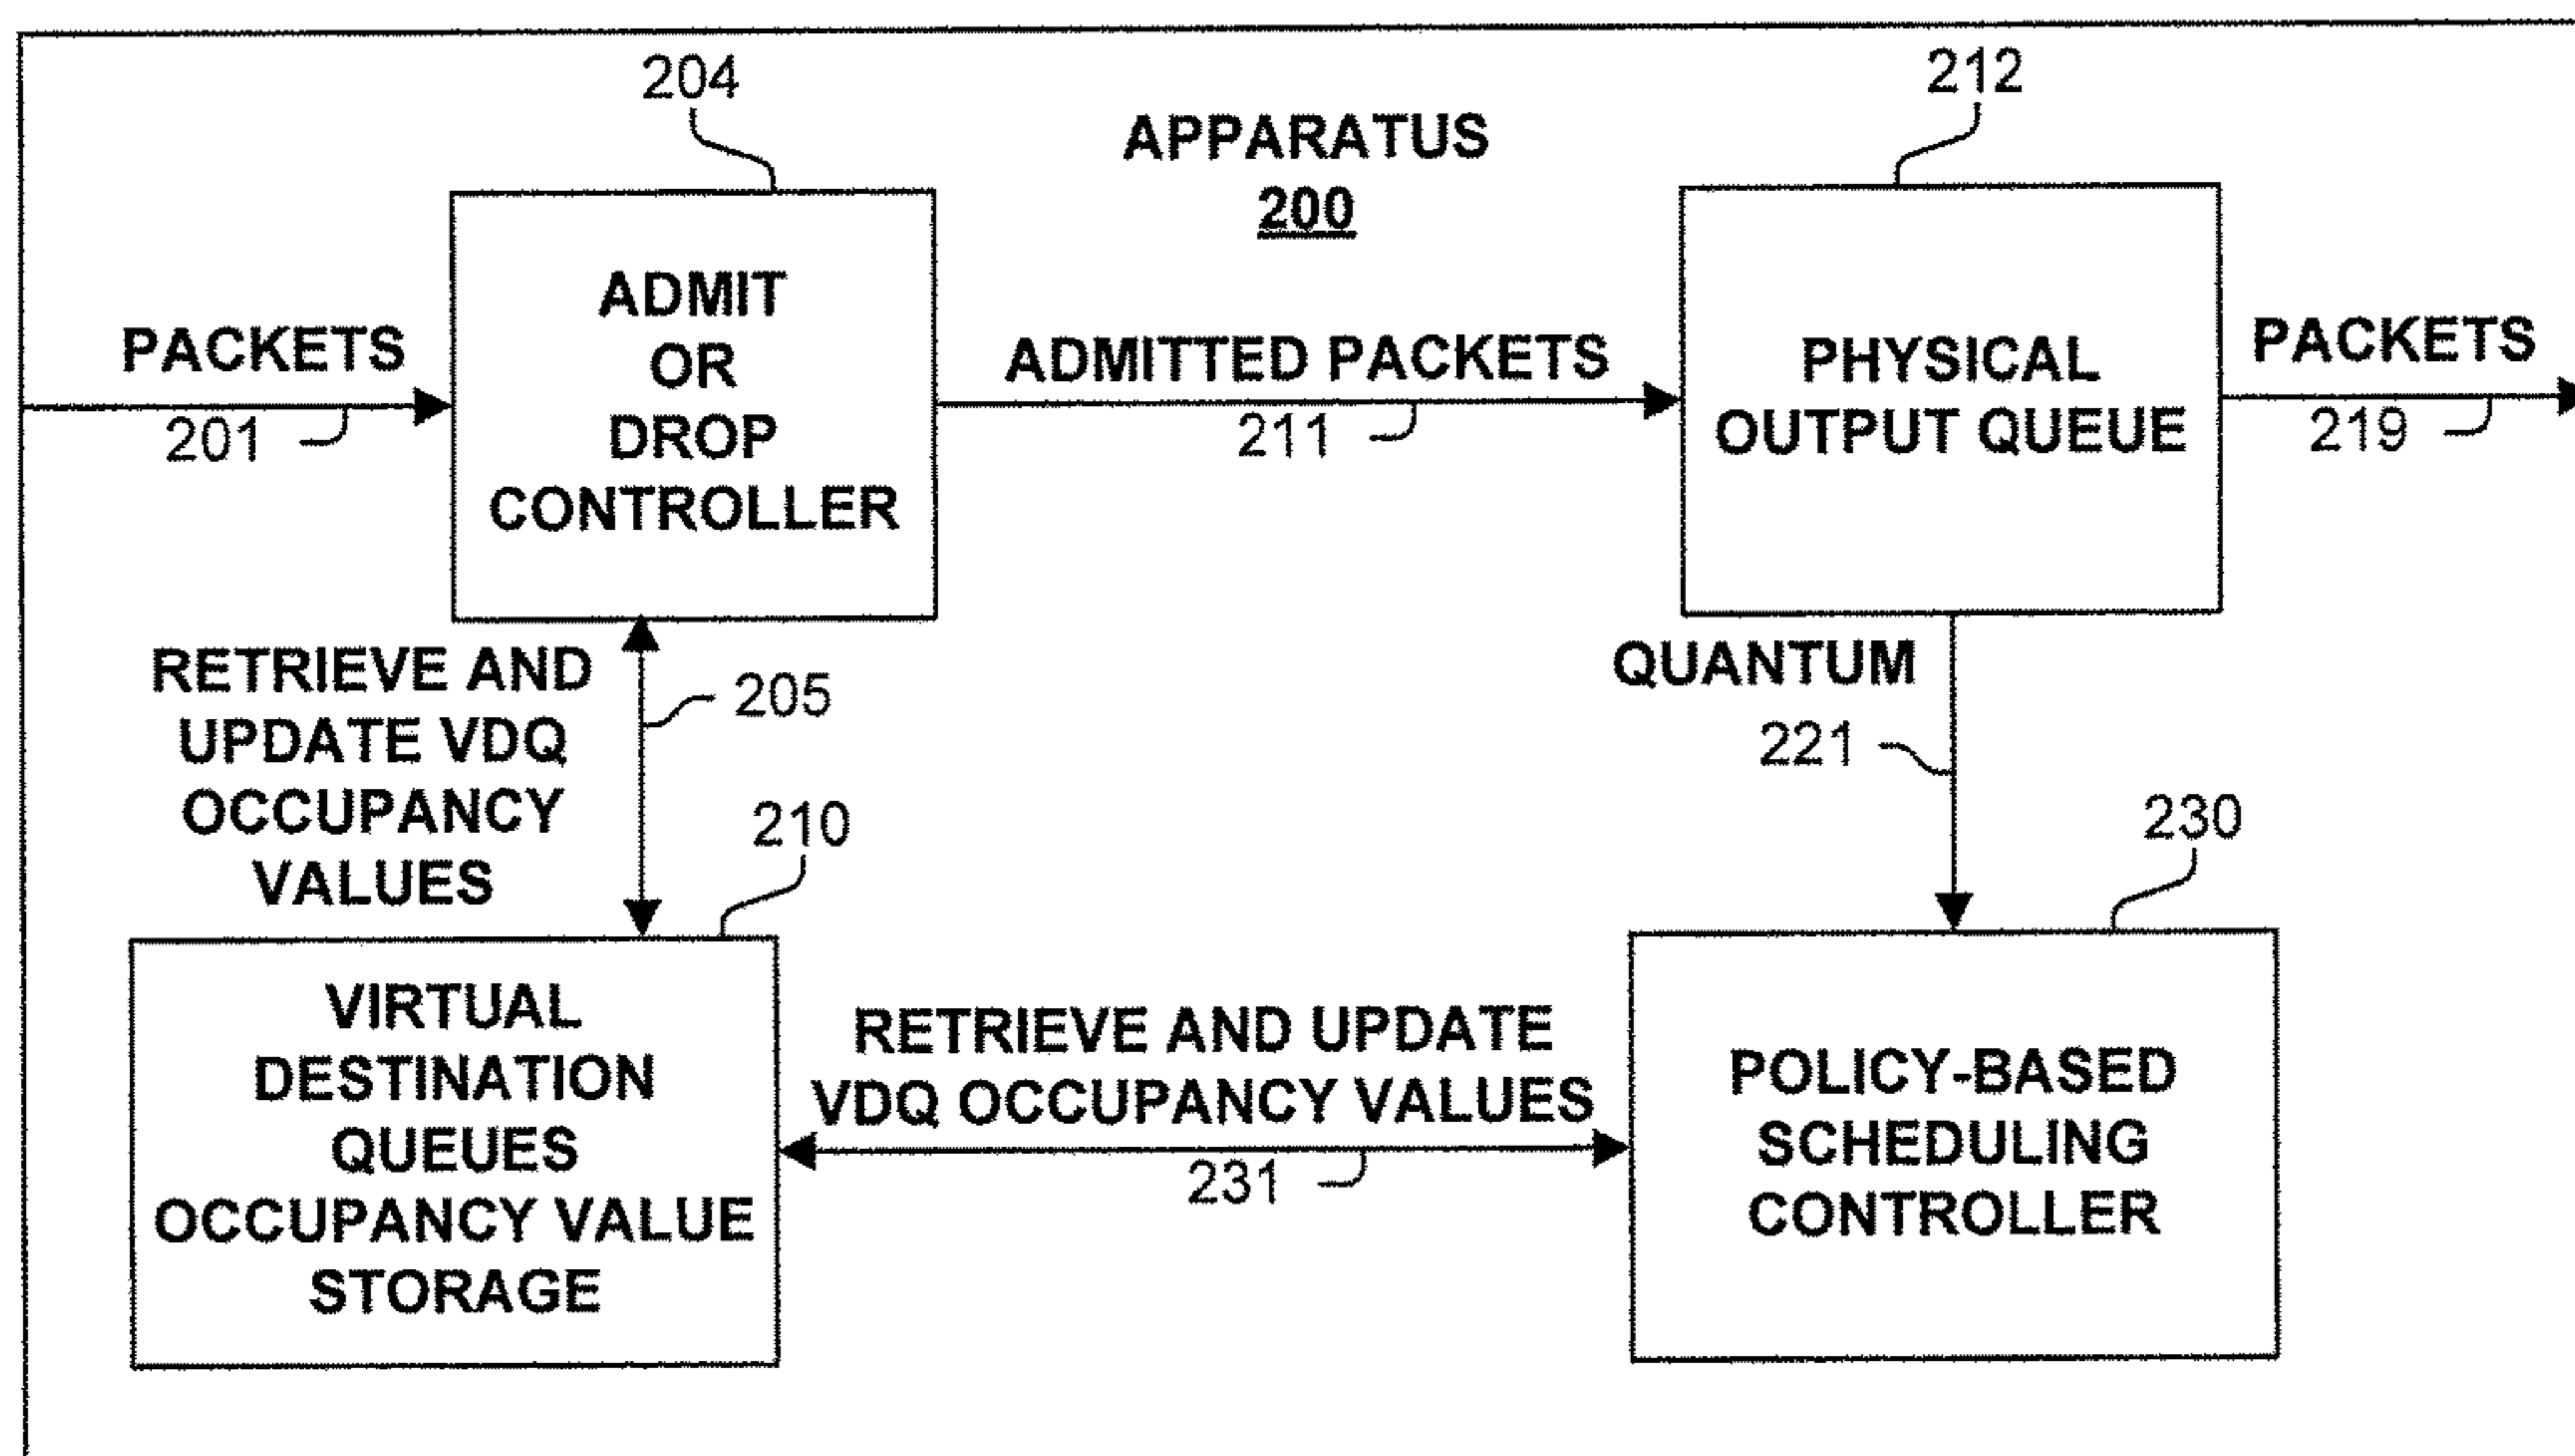 204
212
APPARATUS
200
ADMIT
OR
DROP
CONTROLLER
PACKETS
201
ADMITTED PACKETS
211
PHYSICAL
OUTPUT QUEUE
PACKETS
219
RETRIEVE AND
UPDATE VDQ
OCCUPANCY
VALUES
205
QUANTUM
221
210
230
VIRTUAL
DESTINATION
QUEUES
OCCUPANCY VALUE
STORAGE
RETRIEVE AND UPDATE
VDQ OCCUPANCY VALUES
231
POLICY-BASED
SCHEDULING
CONTROLLER